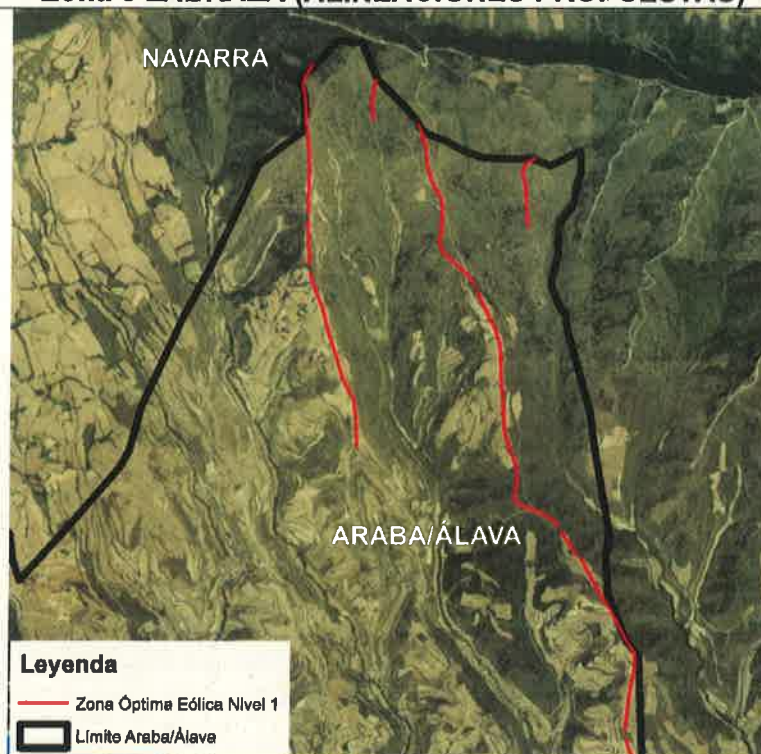 NAVARRA
ARABA/ÁLAVA
Leyenda
Zona Óptima Eólica Nivel 1
Límite Araba/Álava